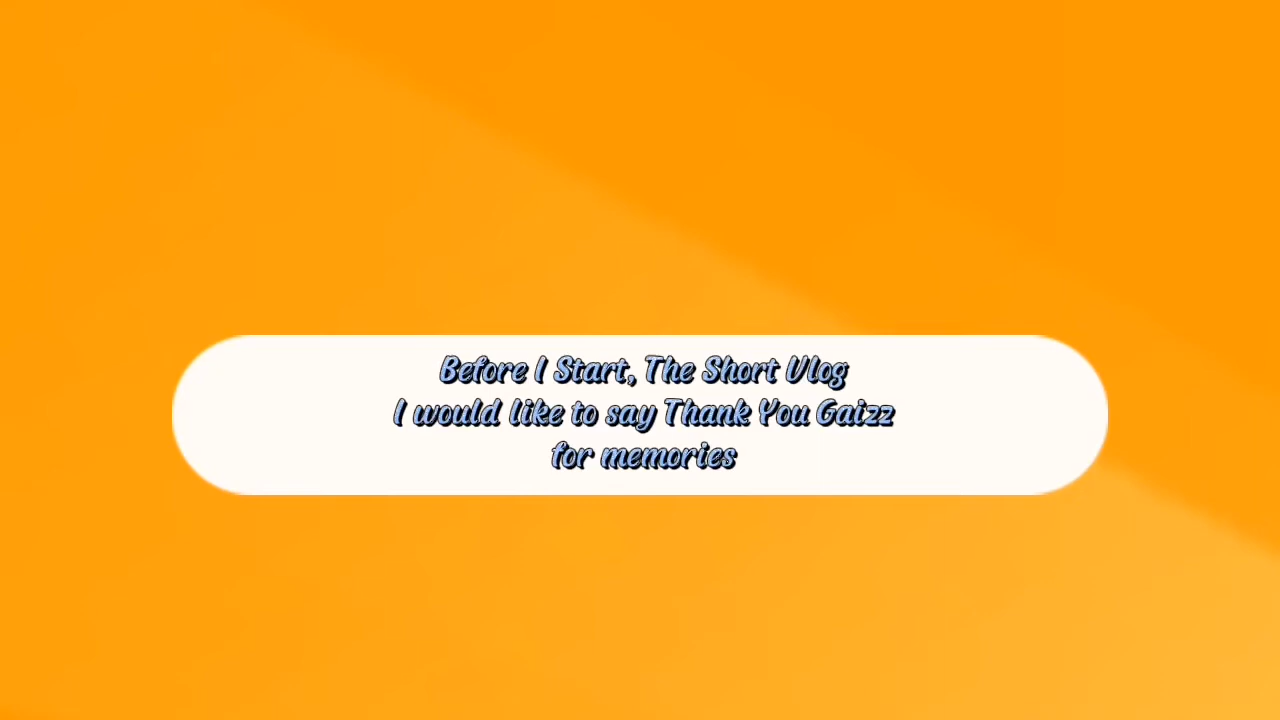 Before I Start, The Short Vlog
I would like to say Thank You Gaizz
for memories